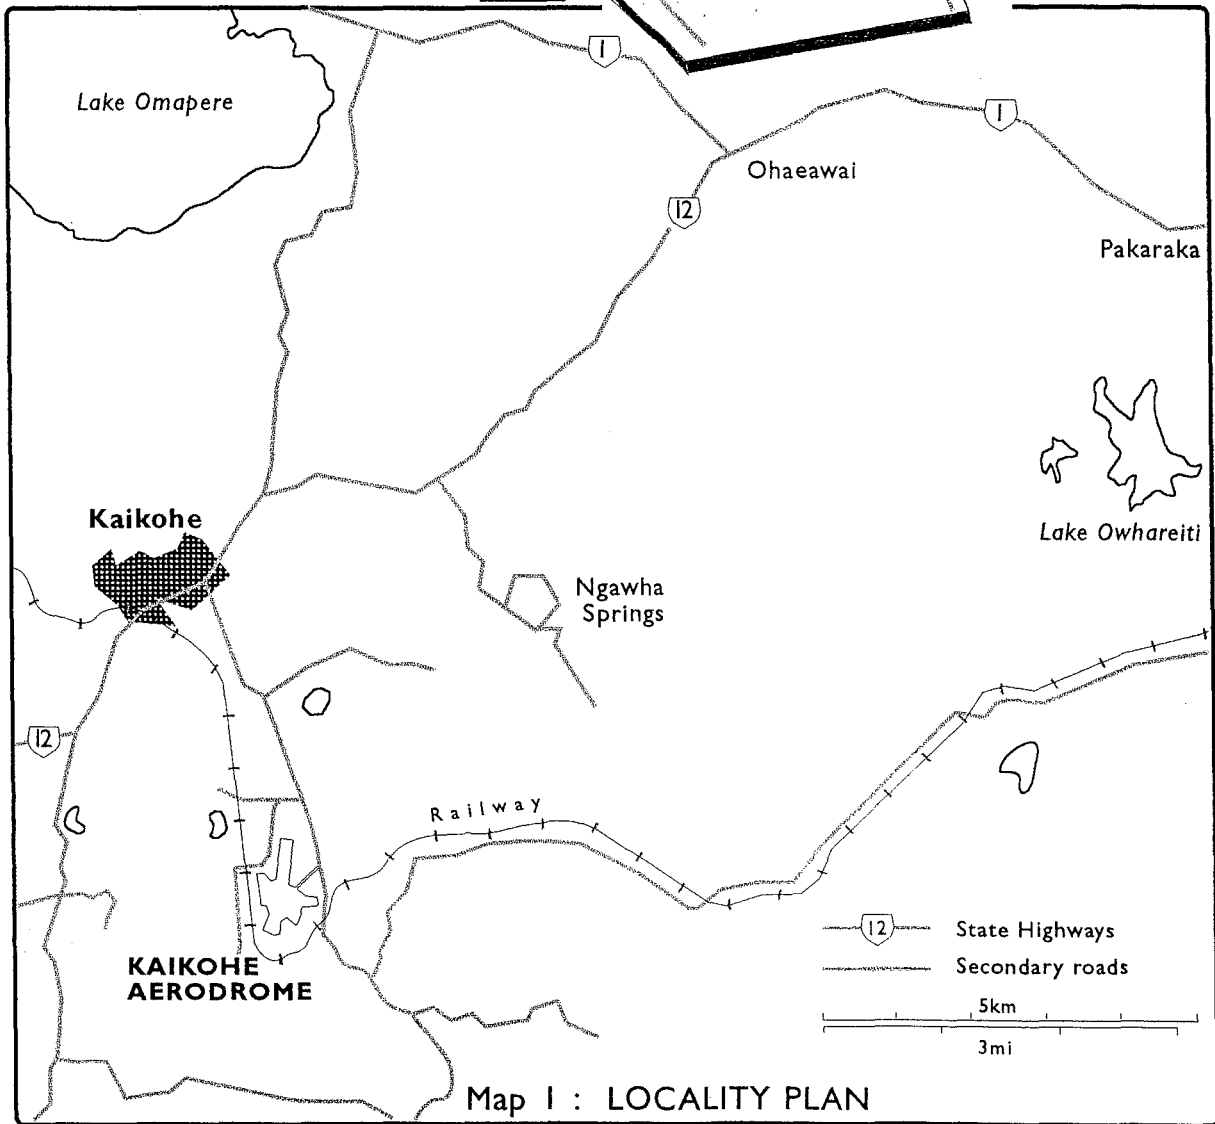 1
Lake Omapere
1
Ohaeawai
12
Pakaraka
Kaikohe
Lake Owhareiti
Ngawha
Springs
12
Railway
12 State Highways
KAIKOHE
AERODROME
Secondary roads
5km
3mi
Map 1 : LOCALITY PLAN